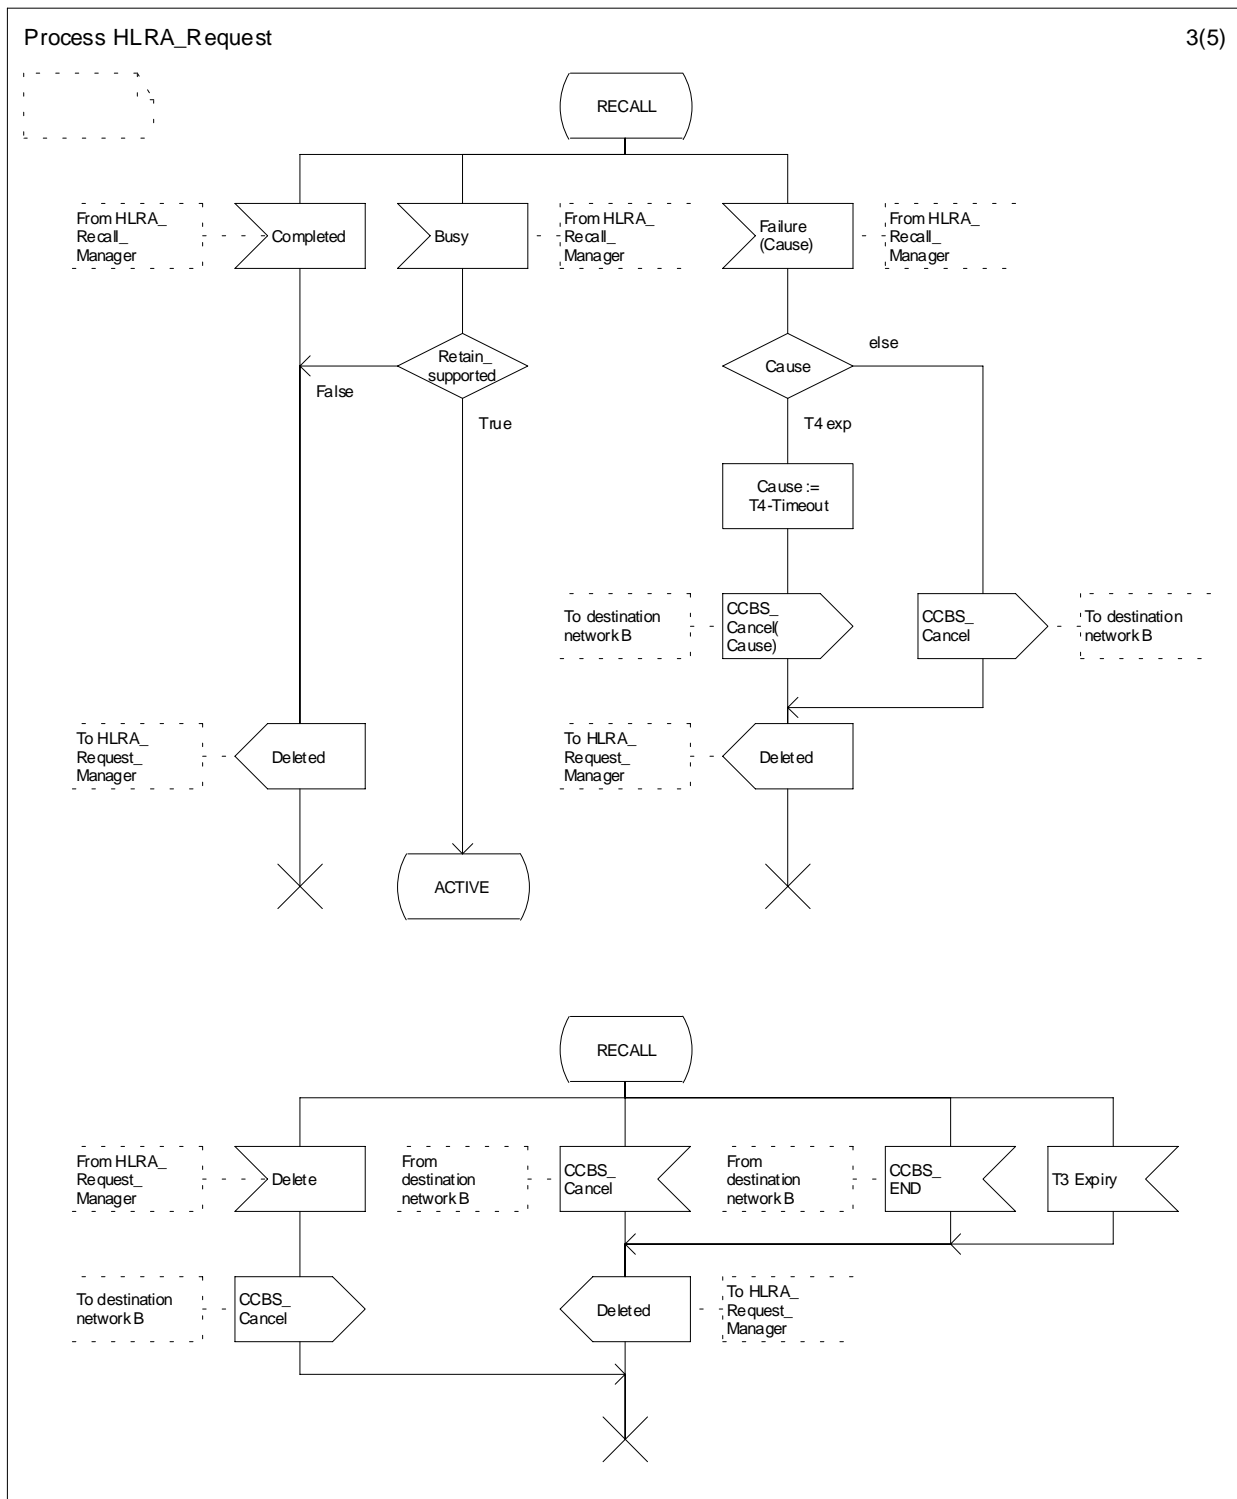 Process HLRA_Request
3(5)
RECALL
From HLRA_
Recall_
Manager
Completed
Busy
From HLRA_
Recall_
Manager
Failure
(Cause)
From HLRA_
Recall_
Manager
Retain_
supported
False
True
Cause
else
T4 exp
Cause :=
T4-Timeout
To destination
network B
CCBS_
Cancel(
Cause)
CCBS_
Cancel
To destination
network B
To HLRA_
Request_
Manager
Deleted
To HLRA_
Request_
Manager
Deleted
ACTIVE
RECALL
From HLRA_
Request_
Manager
Delete
From
destination
network B
CCBS_
Cancel
From
destination
network B
CCBS_
END
T3 Expiry
To destination
network B
CCBS_
Cancel
Deleted
To HLRA_
Request_
Manager